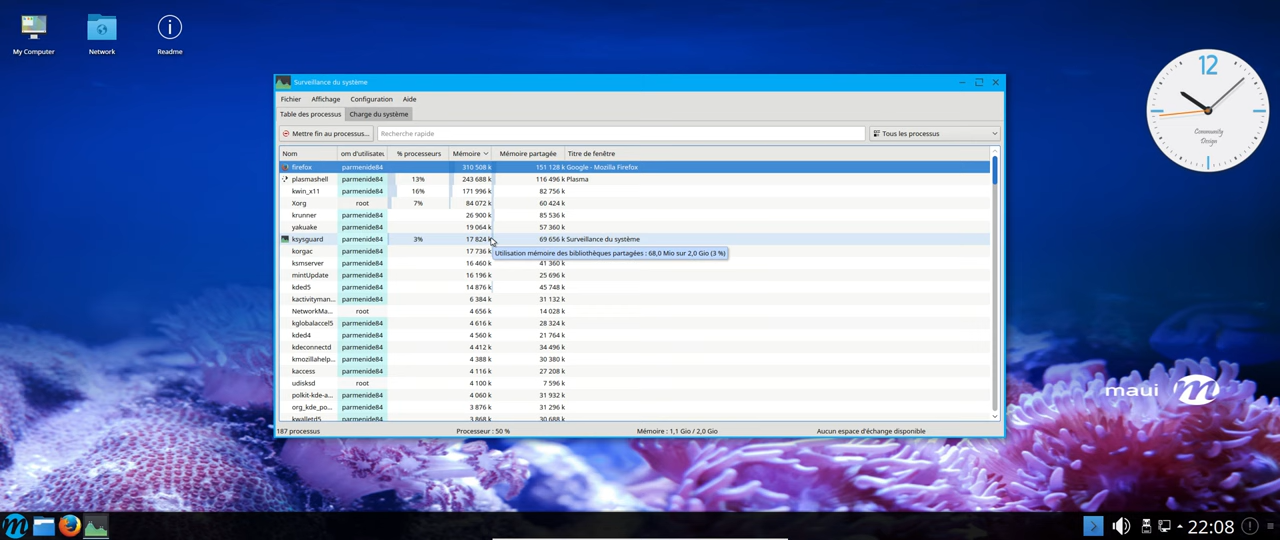 My Computer
Network
Readme
12
Community
Design
maui
Surveillance du système
Fichier Affichage Configuration Aide
Table des processus Charge du système
Mettre fin au processus... Recherche rapide Tous les processus
Nom om d'utilisateu % processeurs Mémoire Mémoire partagée Titre de fenêtre
firefox parmenide84 310 508 k 151 128 k Google - Mozilla Firefox
plasmashell parmenide84 13% 243 688 k 116 496 k Plasma
kwin_x11 parmenide84 16% 171 996 k 82 756 k
Xorg root 7% 84 072 k 60 424 k
krunner parmenide84 26 900 k 85 536 k
yakuake parmenide84 19 064 k 57 360 k
ksysguard parmenide84 3% 17 824 k 69 656 k Surveillance du système
korgac parmenide84 17 736 k
Utilisation mémoire des bibliothèques partagées : 68,0 Mio sur 2,0 Gio (3 %)
ksmserver parmenide84 16 460 k 41 360 k
mintUpdate parmenide84 16 196 k 25 696 k
kded5 parmenide84 14 876 k 45 748 k
kactivityman... parmenide84 6 384 k 31 132 k
NetworkMa... root 4 656 k 14 028 k
kglobalaccel5 parmenide84 4 616 k 28 324 k
kded4 parmenide84 4 560 k 21 764 k
kdeconnectd parmenide84 4 412 k 34 496 k
kmozillahelp... parmenide84 4 388 k 30 380 k
kaccess parmenide84 4 116 k 27 208 k
udisksd root 4 100 k 7 596 k
polkit-kde-a... parmenide84 4 060 k 31 932 k
org_kde_po... parmenide84 3 876 k 31 296 k
kwalletd5 parmenide84 3 868 k 30 688 k
187 processus Processeur : 50 % Mémoire : 1,1 Gio / 2,0 Gio Aucun espace d'échange disponible
22:08